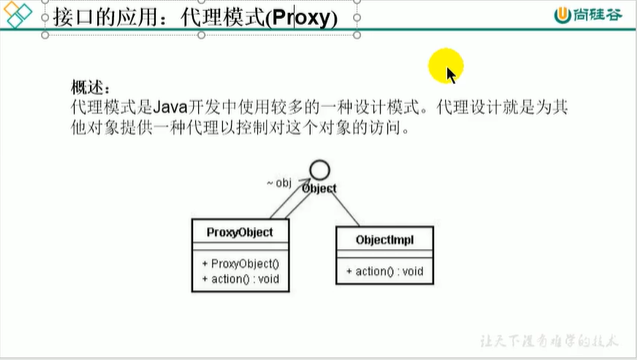 接口的应用：代理模式(Proxy)
尚硅谷
概述：
代理模式是Java开发中使用较多的一种设计模式。代理设计就是为其
他对象提供一种代理以控制对这个对象的访问。
~ obj
Object
ProxyObject
+ ProxyObject()
+ action() : void
ObjectImpl
+ action() : void
让天下没有难学的技术